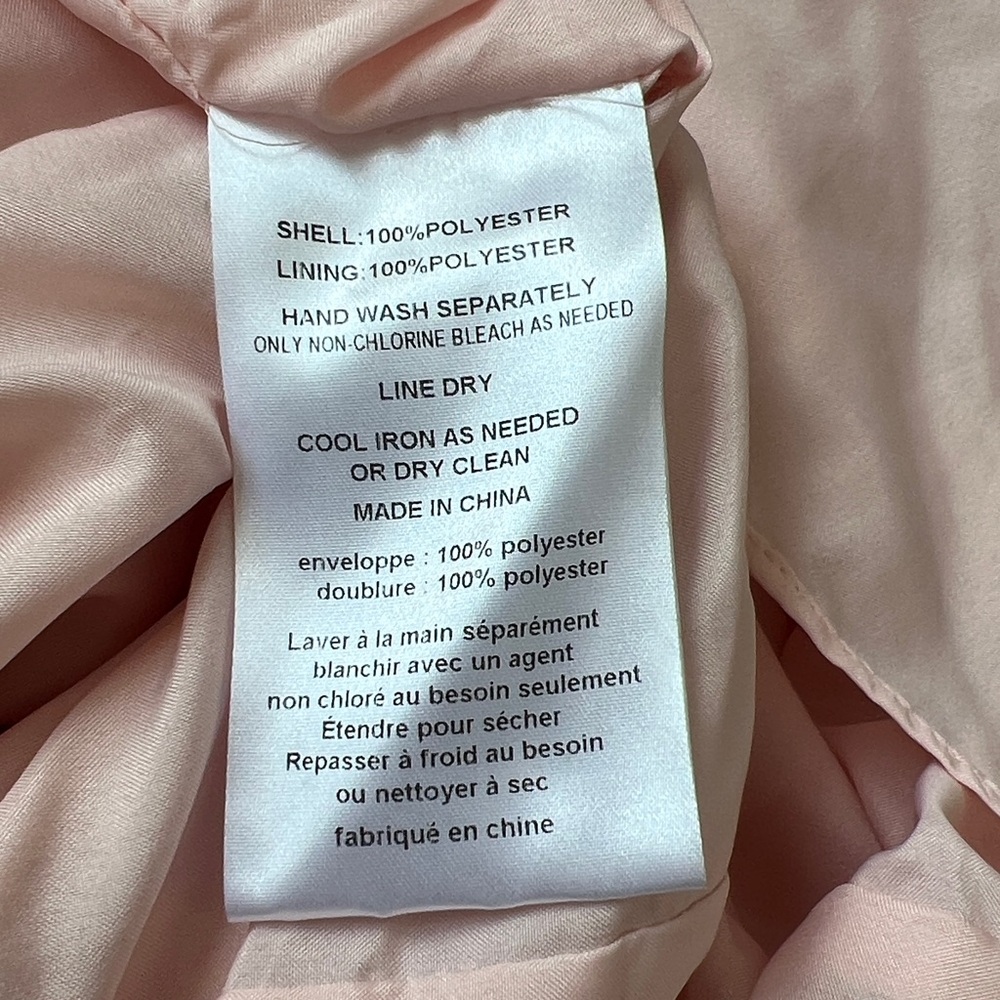 SHELL:100%POLYESTER
LINING:100%POLYESTER
HAND WASH SEPARATELY
ONLY NON-CHLORINE BLEACH AS NEEDED
LINE DRY
COOL IRON AS NEEDED
OR DRY CLEAN
MADE IN CHINA
enveloppe : 100% polyester
doublure : 100% polyester
Laver à la main séparément
blanchir avec un agent
non chloré au besoin seulement
Étendre pour sécher
Repasser à froid au besoin
ou nettoyer à sec
fabriqué en chine